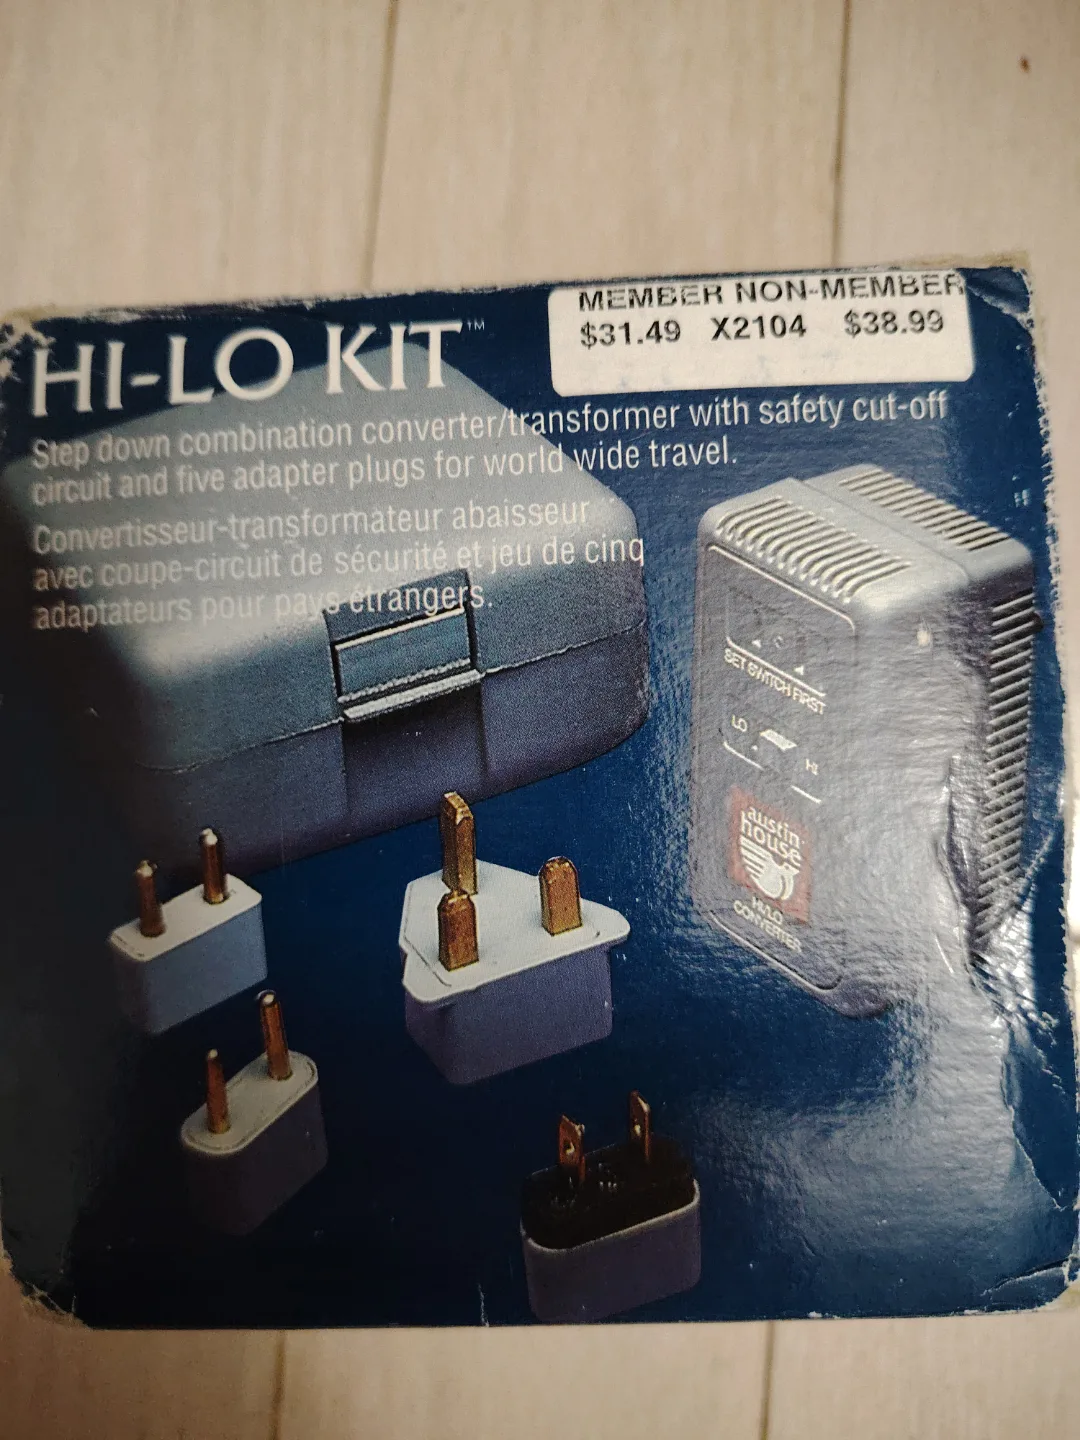 HI-LO KIT™
MEMBER NON-MEMBER
$31.49 X2104 $38.99
Step down combination converter/transformer with safety cut-off
circuit and five adapter plugs for world wide travel.
Convertisseur-transformateur abaisseur
avec coupe-circuit de sécurité et jeu de cinq
adaptateurs pour pays étrangers.
SET SWITCH FIRST
LO
HI
austin
house
HI/LO
CONVERTER